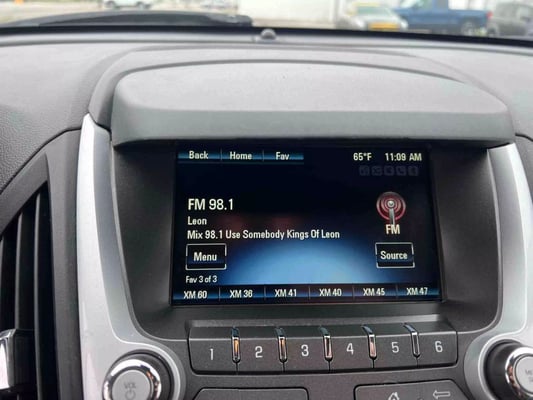 Back Home Fav 65°F 11:09 AM
FM 98.1
Leon
Mix 98.1 Use Somebody Kings Of Leon
FM
Menu Source
Fav 3 of 3
XM 60 XM 36 XM 41 XM 40 XM 45 XM 47
1 2 3 4 5 6
VOL